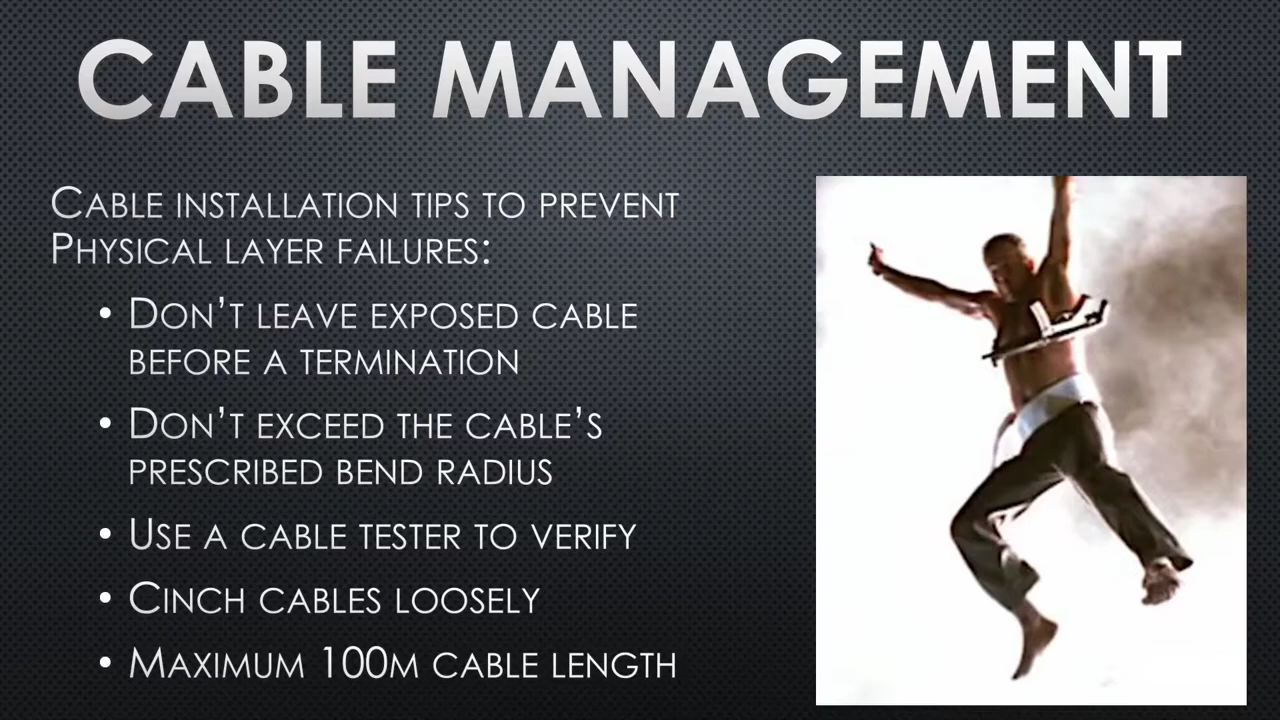 CABLE MANAGEMENT
Cable installation tips to prevent
Physical layer failures:
• Don’t leave exposed cable
before a termination
• Don’t exceed the cable’s
prescribed bend radius
• Use a cable tester to verify
• Cinch cables loosely
• Maximum 100m cable length